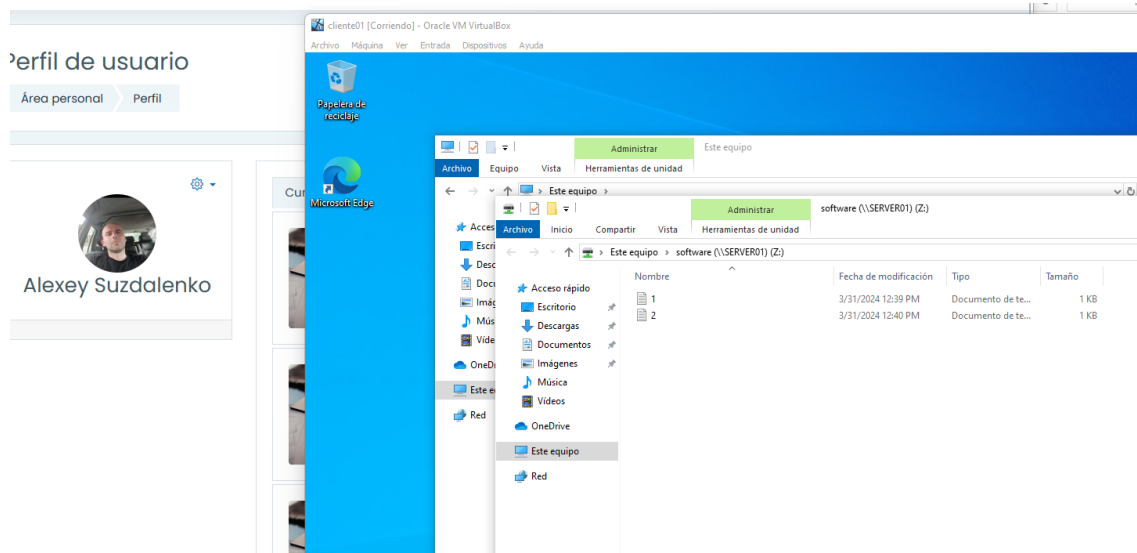 cliente01 [Corriendo] - Oracle VM VirtualBox
Archivo Máquina Ver Entrada Dispositivos Ayuda
Perfil de usuario
Área personal Perfil
Alexey Suzdalenko
Papelera de
reciclaje
Microsoft Edge
Administrar Este equipo
Archivo Equipo Vista Herramientas de unidad
Este equipo
Administrar software (\\SERVER01) (Z:)
Archivo Inicio Compartir Vista Herramientas de unidad
Este equipo software (\\SERVER01) (Z:)
Nombre Fecha de modificación Tipo Tamaño
1 3/31/2024 12:39 PM Documento de te... 1 KB
2 3/31/2024 12:40 PM Documento de te... 1 KB
Acceso rápido
Escritorio
Descargas
Documentos
Imágenes
Música
Vídeos
OneDrive
Este equipo
Red
Red